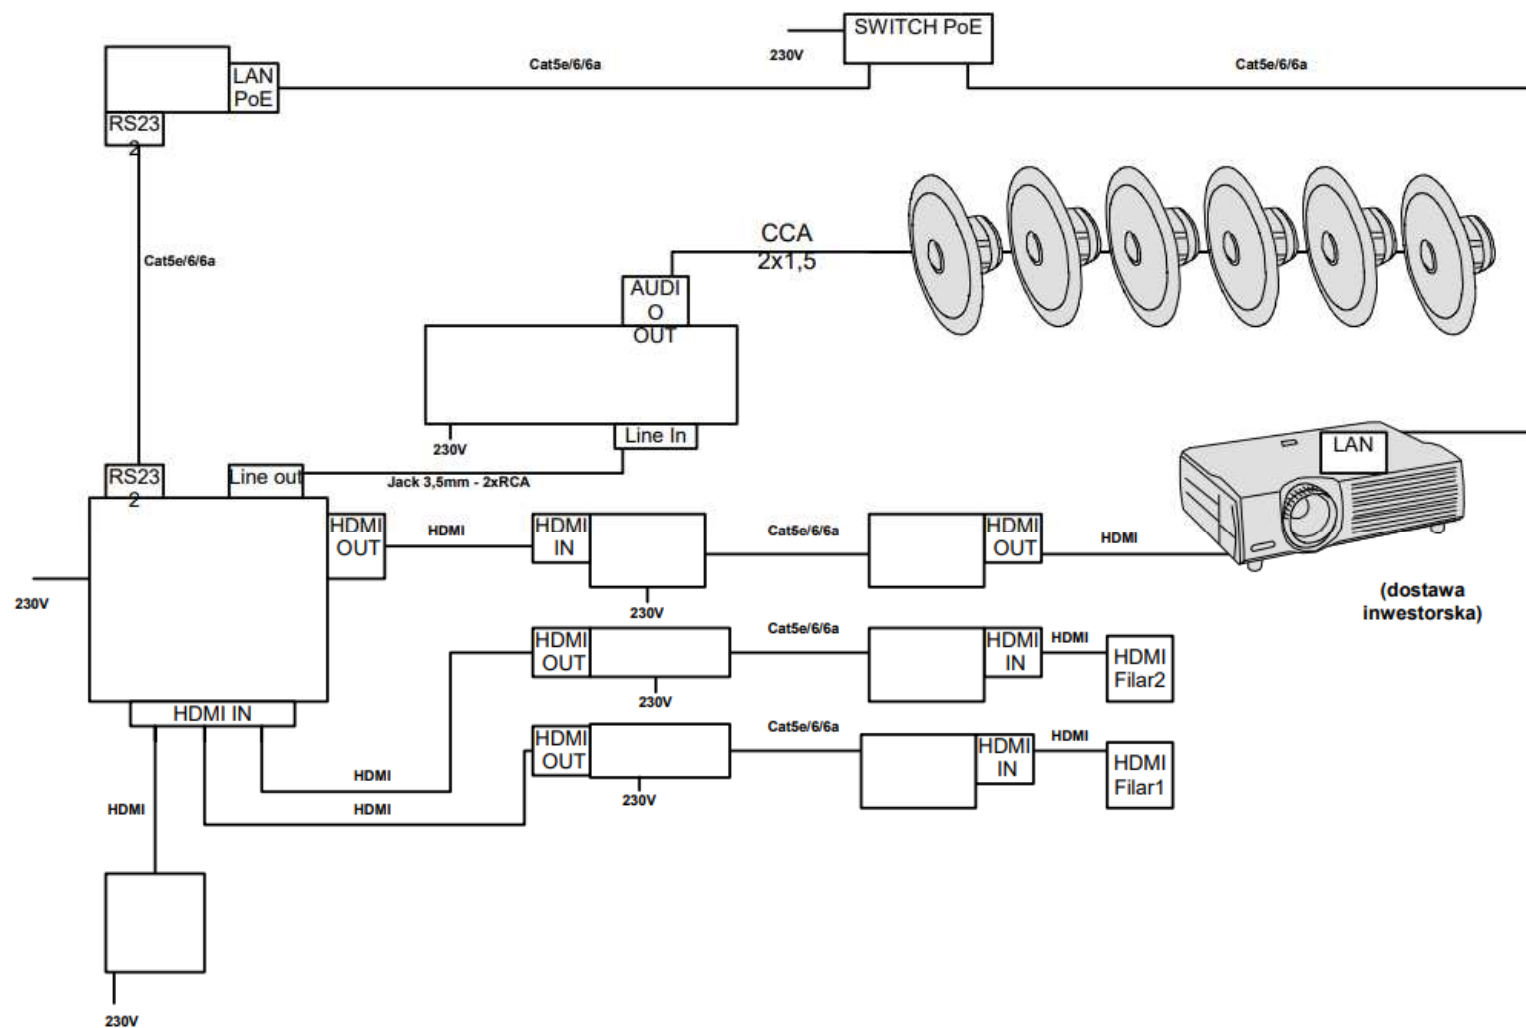 SWITCH PoE
230V
Cat5e/6/6a
Cat5e/6/6a
LAN
PoE
RS23
2
Cat5e/6/6a
CCA
2x1,5
AUDI
O
OUT
230V
Line In
LAN
RS23
2
Line out
Jack 3,5mm - 2xRCA
HDMI
OUT
HDMI
HDMI
IN
Cat5e/6/6a
HDMI
OUT
HDMI
230V
230V
(dostawa
inwestorska)
HDMI
OUT
Cat5e/6/6a
HDMI
IN
HDMI
HDMI
Filar2
230V
HDMI IN
HDMI
OUT
Cat5e/6/6a
HDMI
IN
HDMI
HDMI
Filar1
230V
HDMI
HDMI
HDMI
230V